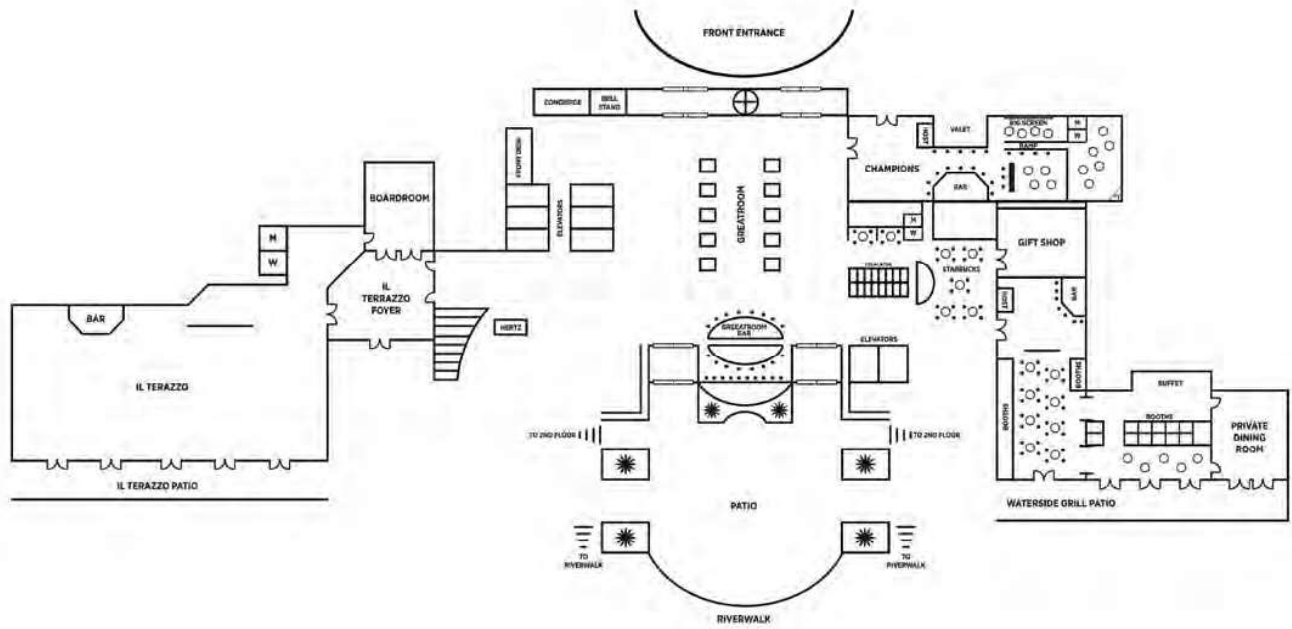 FRONT ENTRANCE
CONCIERGE
BELL
STAND
FRONT DESK
ELEVATORS
GREATROOM
CHAMPIONS
HOST
VALET
BIG SCREEN
M
W
RAMP
BAR
BOARDROOM
M
W
M
W
GIFT SHOP
STARBUCKS
HOST
BAR
IL
TERRAZZO
FOYER
HERTZ
GREATROOM
BAR
ELEVATORS
BAR
IL TERAZZO
BOOTHS
BOOTHS
BUFFET
BOOTHS
PRIVATE
DINING
ROOM
TO 2ND FLOOR
TO 2ND FLOOR
IL TERAZZO PATIO
PATIO
WATERSIDE GRILL PATIO
TO
RIVERWALK
TO
RIVERWALK
RIVERWALK